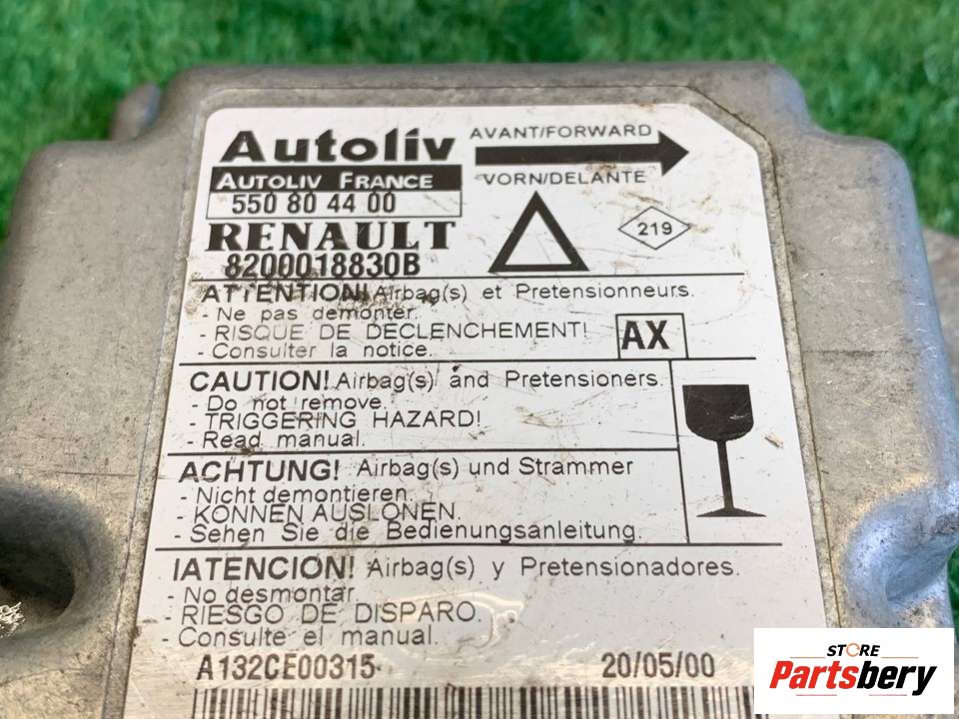 Autoliv
AVANT/FORWARD
AUTOLIV FRANCE
VORN/DELANTE
550 80 44 00
RENAULT
219
8200018830B
ATTENTION! Airbag(s) et Pretensionneurs.
- Ne pas demonter.
- RISQUE DE DECLENCHEMENT!
- Consulter la notice.
AX
CAUTION! Airbag(s) and Pretensioners.
- Do not remove.
- TRIGGERING HAZARD!
- Read manual.
ACHTUNG! Airbag(s) und Strammer
- Nicht demontieren.
- KONNEN AUSLONEN.
- Sehen Sie die Bedienungsanleitung.
IATENCION! Airbag(s) y Pretensionadores.
- No desmontar
- RIESGO DE DISPARO.
- Consulte el manual.
A132CE00315
20/05/00
STORE
Partsbery